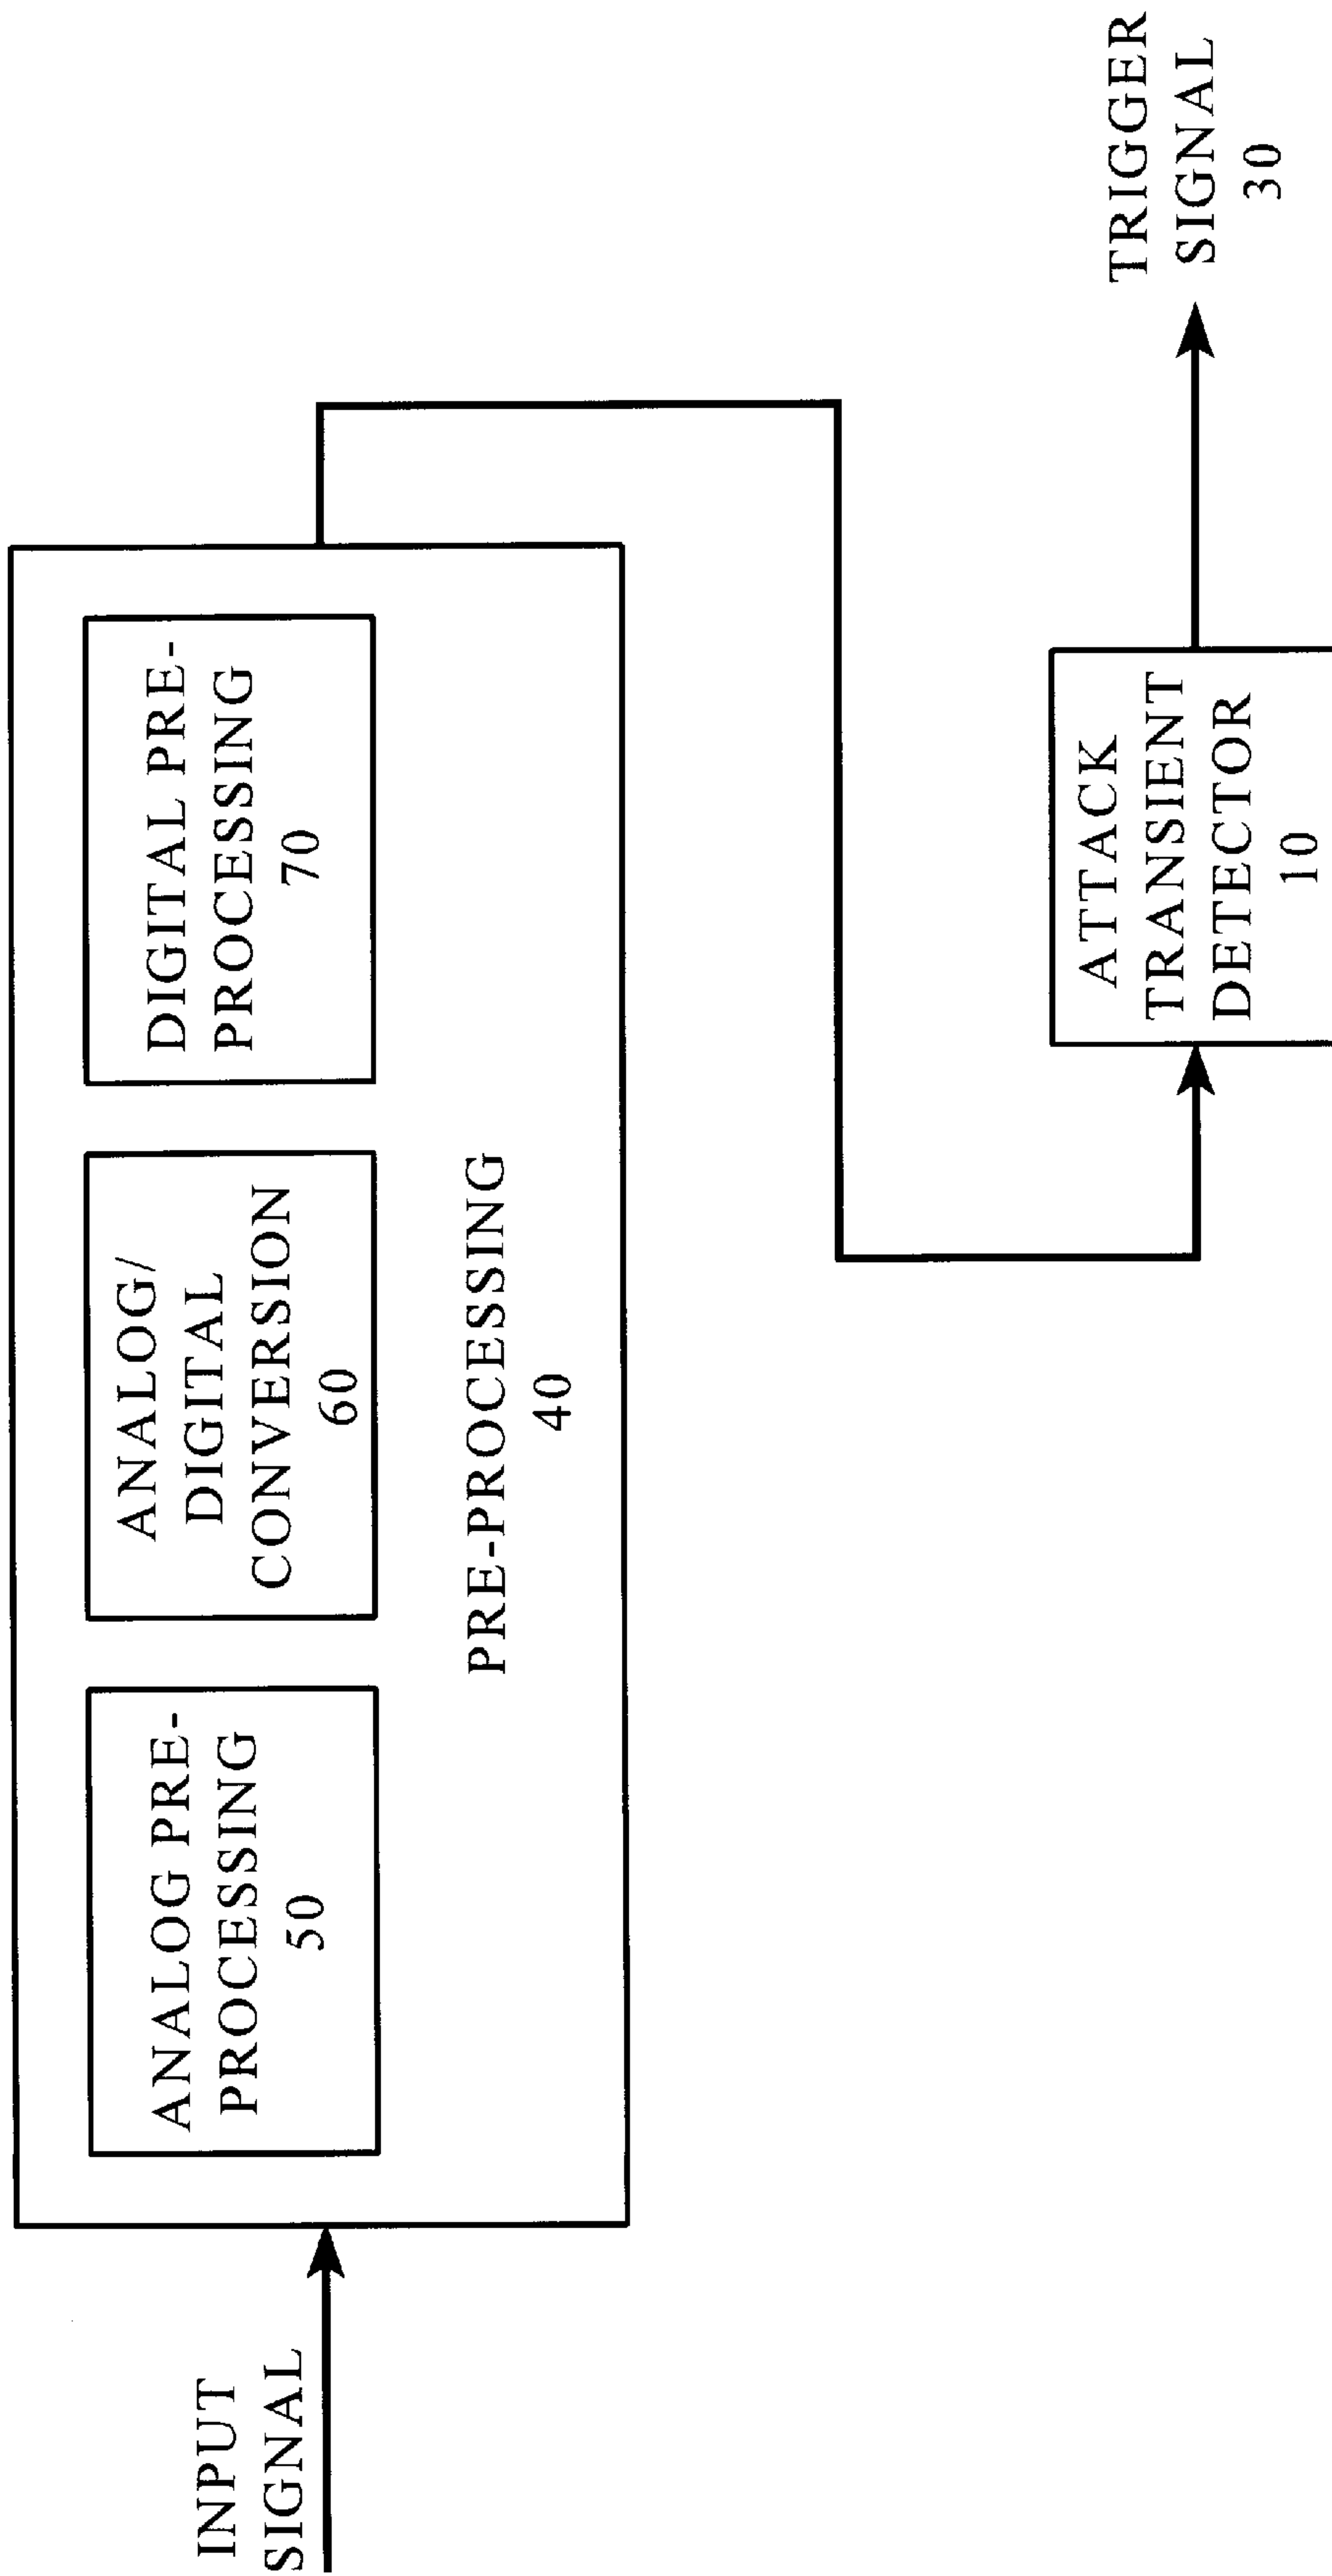 INPUT
SIGNAL
ANALOG PRE-
PROCESSING
50
ANALOG/
DIGITAL
CONVERSION
60
DIGITAL PRE-
PROCESSING
70
PRE-PROCESSING
40
ATTACK
TRANSIENT
DETECTOR
10
TRIGGER
SIGNAL
30